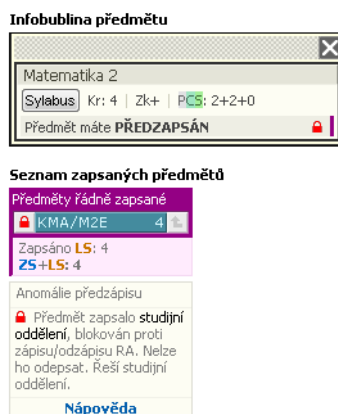 Infobublina předmětu
Matematika 2
Sylabus Kr: 4 | Zk+ | PCS: 2+2+0
Předmět máte PŘEDZAPSÁN
Seznam zapsaných předmětů
Předměty řádně zapsané
KMA/M2E 4
Zapsáno LS: 4
ZS+LS: 4
Anomálie předzápisu
Předmět zapsalo studijní
oddělení, blokován proti
zápisu/odzápisu RA. Nelze
ho odepsat. Řeší studijní
oddělení.
Nápověda